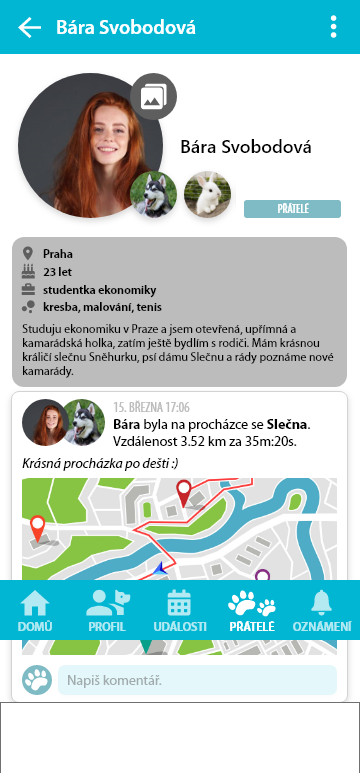 Bára Svobodová
Bára Svobodová
PŘÁTELÉ
Praha
23 let
studentka ekonomiky
kresba, malování, tenis
Studuju ekonomiku v Praze a jsem otevřená, upřímná a
kamarádská holka, zatím ještě bydlím s rodiči. Mám krásnou
králičí slečnu Sněhurku, psí dámu Slečnu a rády poznáme nové
kamarády.
15. BŘEZNA 17:06
Bára byla na procházce se Slečna.
Vzdálenost 3.52 km za 35m:20s.
Krásná procházka po dešti :)
DOMŮ
PROFIL
UDÁLOSTI
PŘÁTELÉ
OZNÁMENÍ
Napiš komentář.